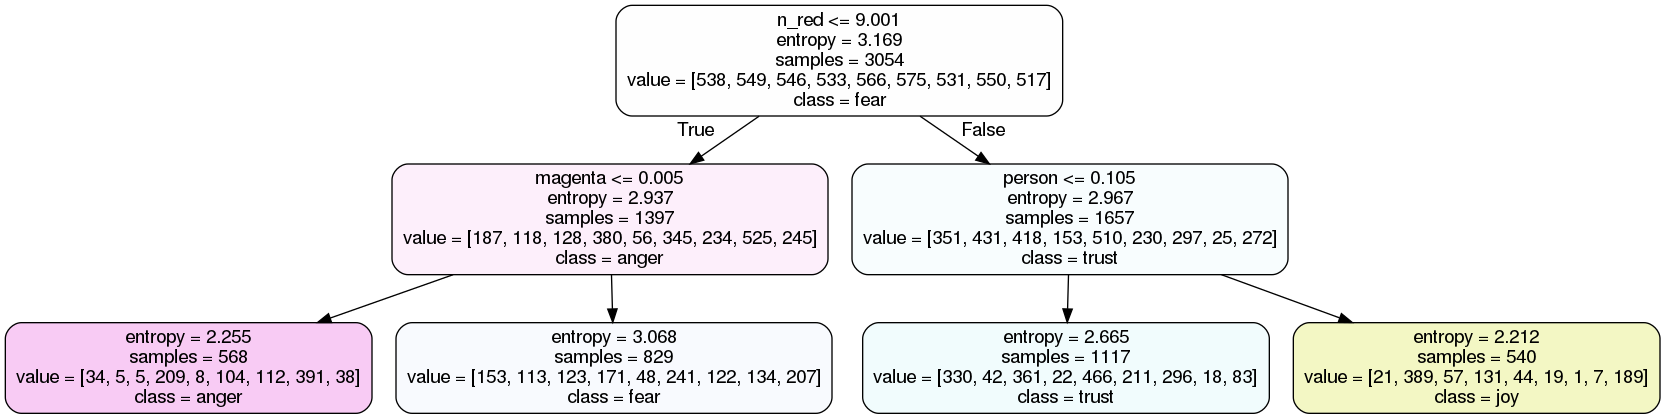 n_red <= 9.001
entropy = 3.169
samples = 3054
value = [538, 549, 546, 533, 566, 575, 531, 550, 517]
class = fear
True
False
magenta <= 0.005
entropy = 2.937
samples = 1397
value = [187, 118, 128, 380, 56, 345, 234, 525, 245]
class = anger
person <= 0.105
entropy = 2.967
samples = 1657
value = [351, 431, 418, 153, 510, 230, 297, 25, 272]
class = trust
entropy = 2.255
samples = 568
value = [34, 5, 5, 209, 8, 104, 112, 391, 38]
class = anger
entropy = 3.068
samples = 829
value = [153, 113, 123, 171, 48, 241, 122, 134, 207]
class = fear
entropy = 2.665
samples = 1117
value = [330, 42, 361, 22, 466, 211, 296, 18, 83]
class = trust
entropy = 2.212
samples = 540
value = [21, 389, 57, 131, 44, 19, 1, 7, 189]
class = joy